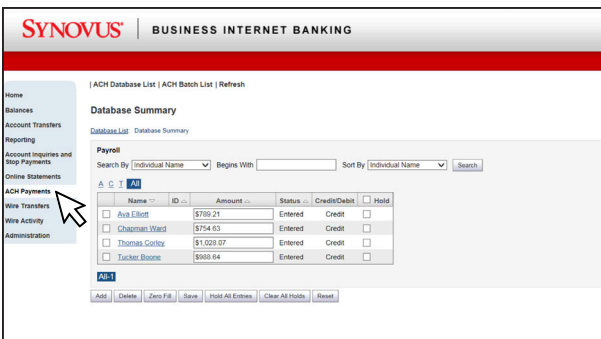 SYNOVUS® | BUSINESS INTERNET BANKING
| ACH Database List | ACH Batch List | Refresh
Home
Balances
Account Transfers
Reporting
Account Inquiries and
Stop Payments
Online Statements
ACH Payments
Wire Transfers
Wire Activity
Administration
Database Summary
Database List: Database Summary
Payroll
Search By Individual Name Begins With Sort By Individual Name Search
A C T All
Name ID Amount Status Credit/Debit Hold
Ava Elliott $789.21 Entered Credit
Chapman Ward $754.63 Entered Credit
Thomas Corley $1,028.07 Entered Credit
Tucker Boone $988.64 Entered Credit
All-1
Add Delete Zero Fill Save Hold All Entries Clear All Holds Reset